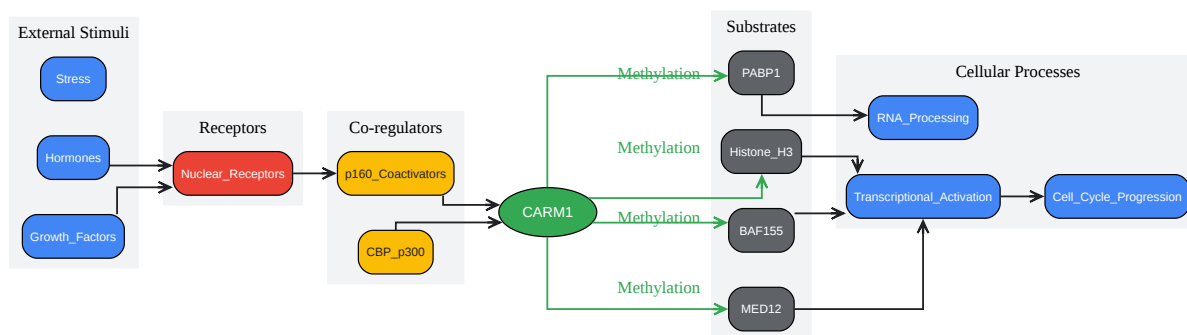 External Stimuli
Stress
Hormones
Growth_Factors
Receptors
Nuclear_Receptors
Co-regulators
p160_Coactivators
CBP_p300
CARM1
Methylation
Methylation
Methylation
Methylation
Substrates
PABP1
Histone_H3
BAF155
MED12
Cellular Processes
RNA_Processing
Transcriptional_Activation
Cell_Cycle_Progression